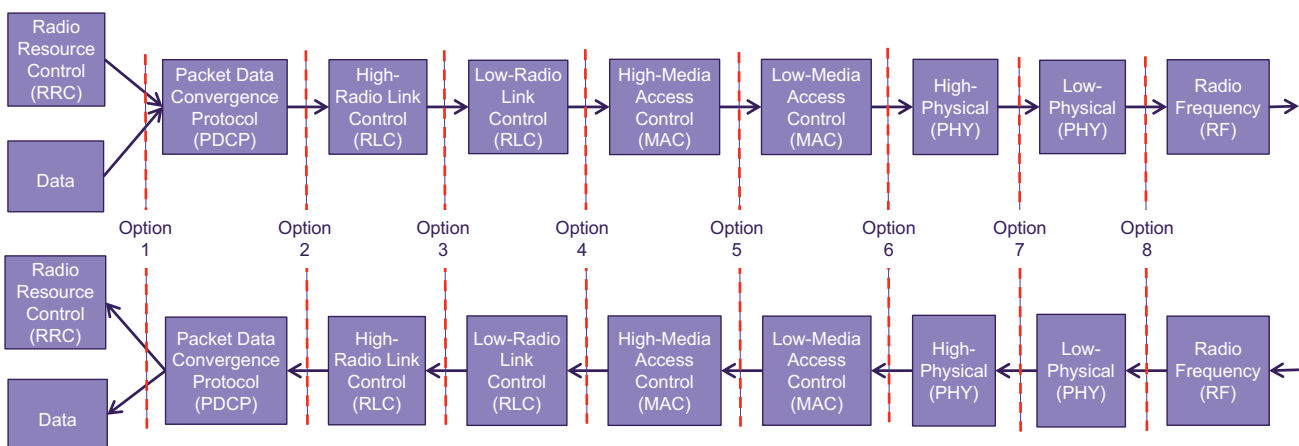 Radio
Resource
Control
(RRC)
Data
Packet Data
Convergence
Protocol
(PDCP)
High-
Radio Link
Control
(RLC)
Low-Radio
Link
Control
(RLC)
High-Media
Access
Control
(MAC)
Low-Media
Access
Control
(MAC)
High-
Physical
(PHY)
Low-
Physical
(PHY)
Radio
Frequency
(RF)
Option
1
Option
2
Option
3
Option
4
Option
5
Option
6
Option
7
Option
8
Radio
Resource
Control
(RRC)
Data
Packet Data
Convergence
Protocol
(PDCP)
High-
Radio Link
Control
(RLC)
Low-Radio
Link
Control
(RLC)
High-Media
Access
Control
(MAC)
Low-Media
Access
Control
(MAC)
High-
Physical
(PHY)
Low-
Physical
(PHY)
Radio
Frequency
(RF)